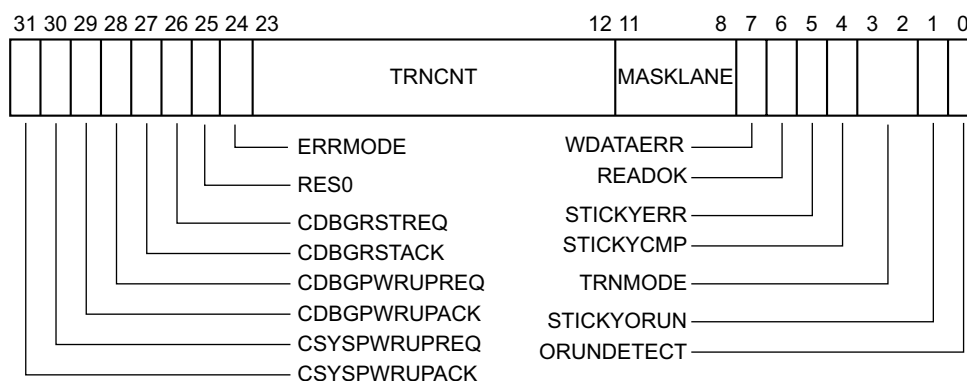 31 30 29 28 27 26 25 24 23 12 11 8 7 6 5 4 3 2 1 0
TRNCNT MASKLANE
ERRMODE WDATAERR
RES0 READOK
CDBGRSTREQ STICKYERR
CDBGRSTACK STICKYCMP
CDBGPWRUPREQ TRNMODE
CDBGPWRUPACK STICKYORUN
CSYSPWRUPREQ ORUNDETECT
CSYSPWRUPACK